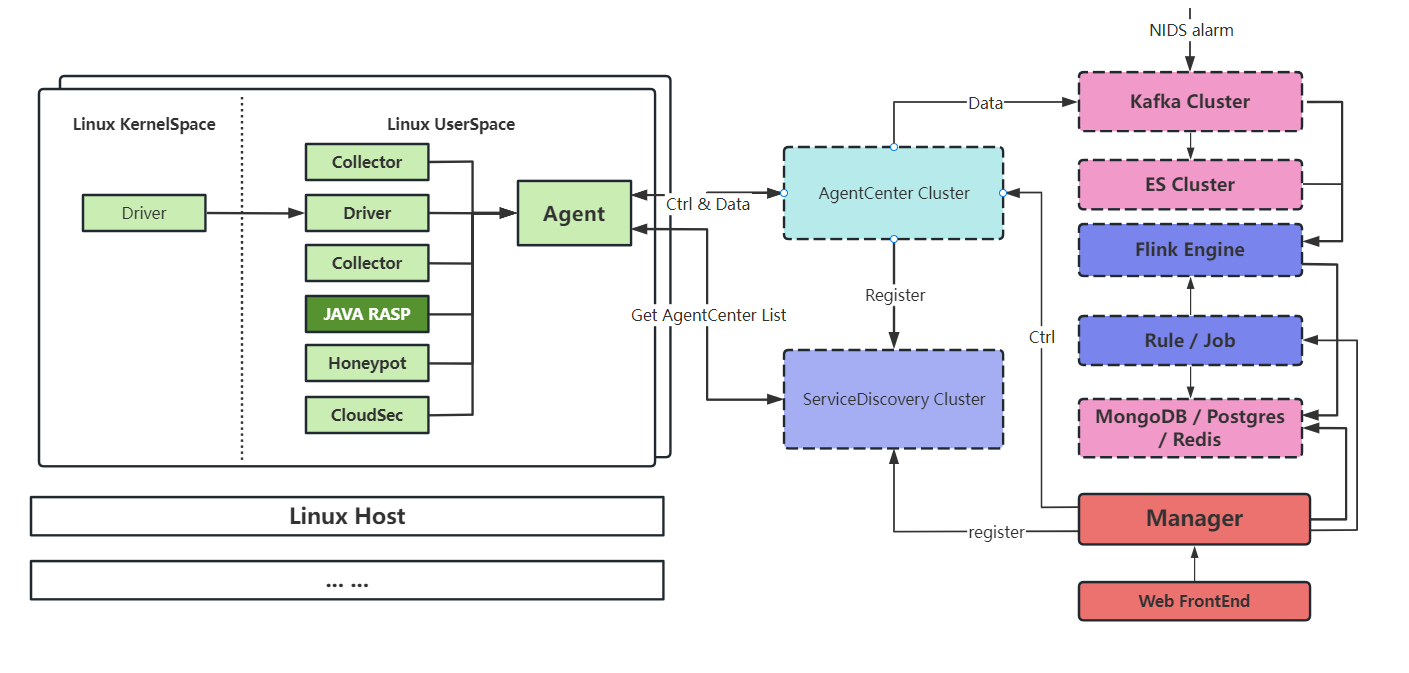 NIDS alarm
Linux KernelSpace
Linux UserSpace
Collector
Driver
Driver
Collector
JAVA RASP
Honeypot
CloudSec
Agent
Ctrl & Data
Get AgentCenter List
Linux Host
... ...
Data
AgentCenter Cluster
Register
ServiceDiscovery Cluster
register
Ctrl
Kafka Cluster
ES Cluster
Flink Engine
Rule / Job
MongoDB / Postgres
/ Redis
Manager
Web FrontEnd